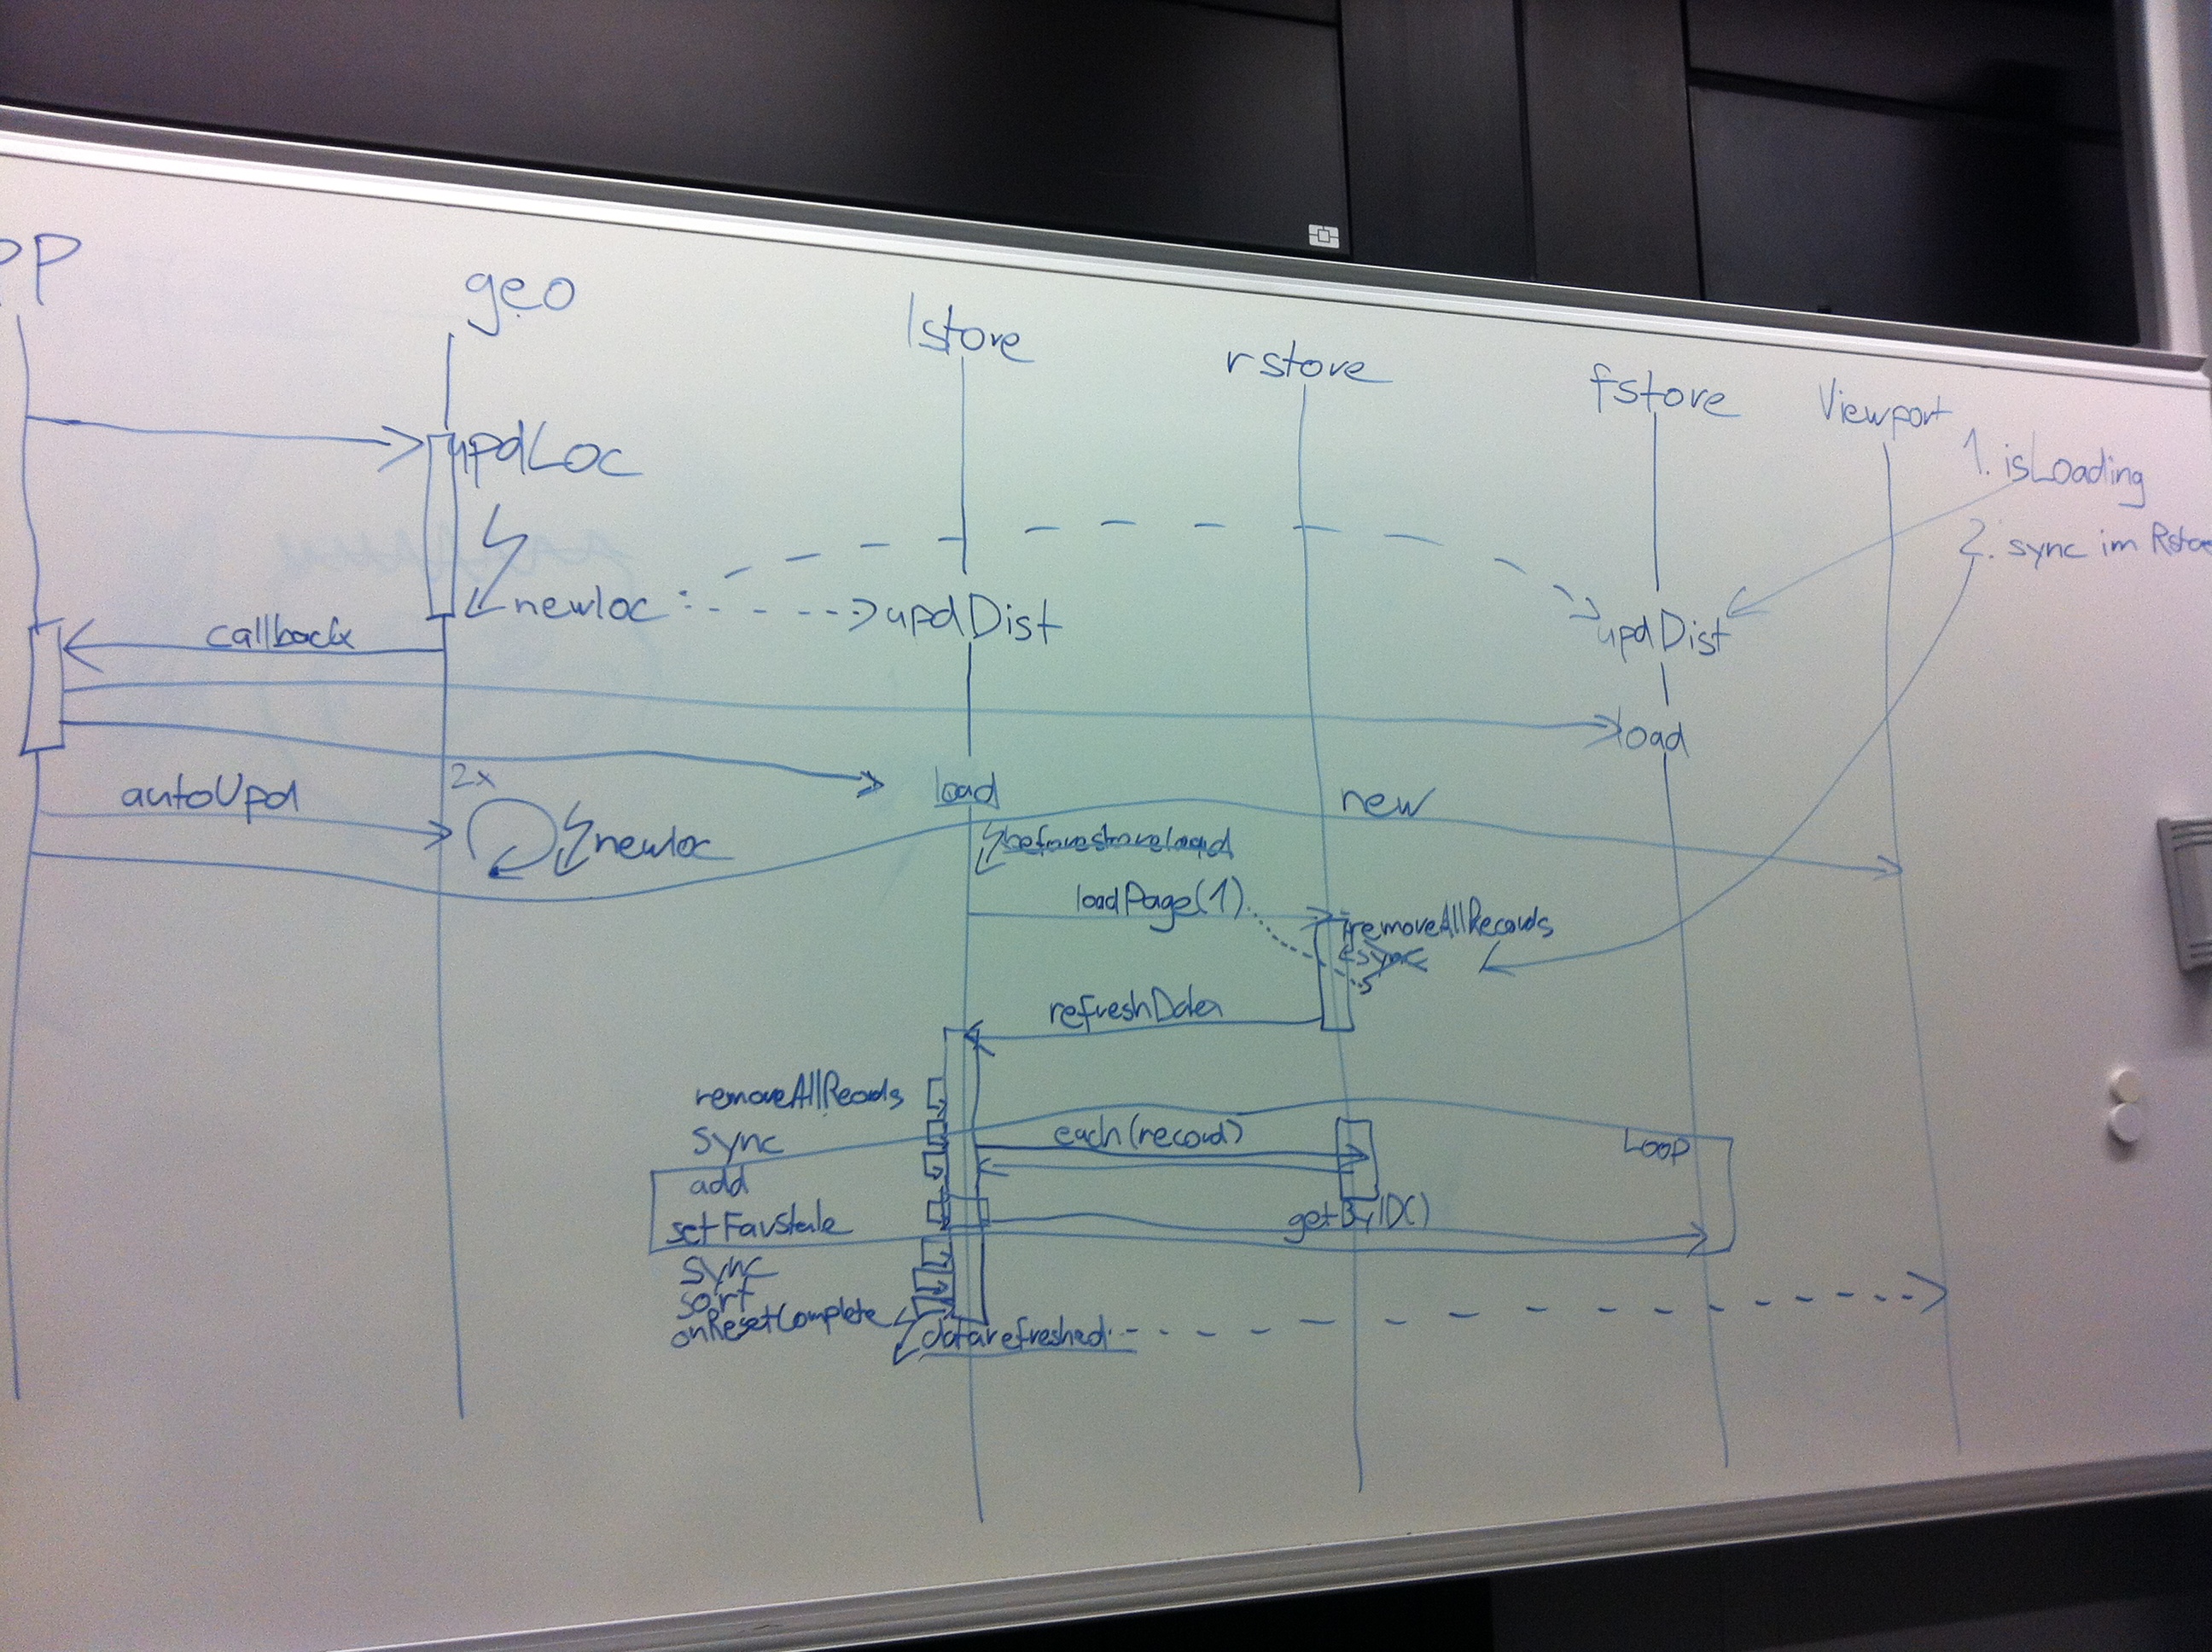 pp
geo
lstore
rstore
fstore
Viewport
updLoc
1. isLoading
2. sync im Rstore
newloc
updDist
updDist
callback
load
autoUpd
2x
newloc
load
new
beforestoreload
loadPage(1)
removeAllRecords
sync
refreshData
removeAllRecords
sync
each(record)
Loop
add
setFavState
getByID()
sync
sort
onResetComplete
datarefreshed